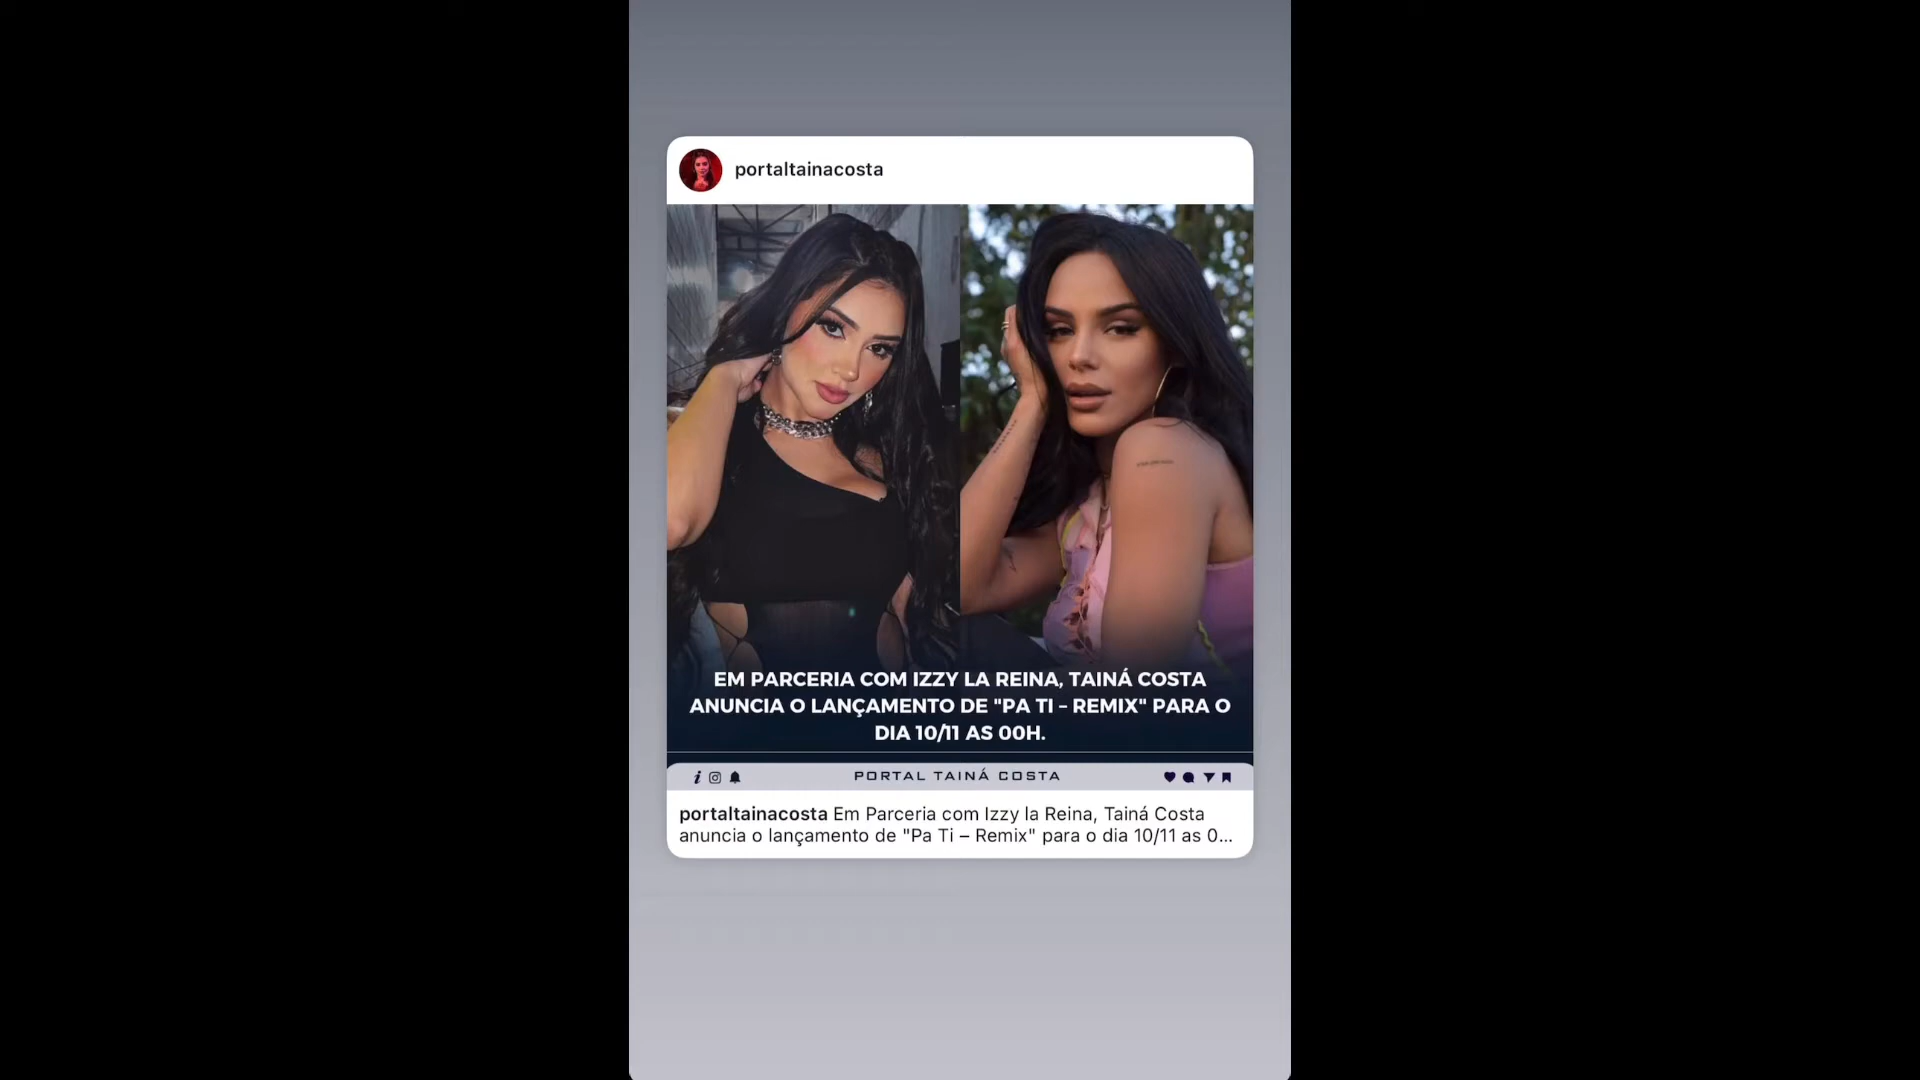 portaltainacosta
EM PARCERIA COM IZZY LA REINA, TAINÁ COSTA
ANUNCIA O LANÇAMENTO DE "PA TI – REMIX" PARA O
DIA 10/11 AS 00H.
PORTAL TAINÁ COSTA
portaltainacosta Em Parceria com Izzy la Reina, Tainá Costa
anuncia o lançamento de "Pa Ti – Remix" para o dia 10/11 as 0...